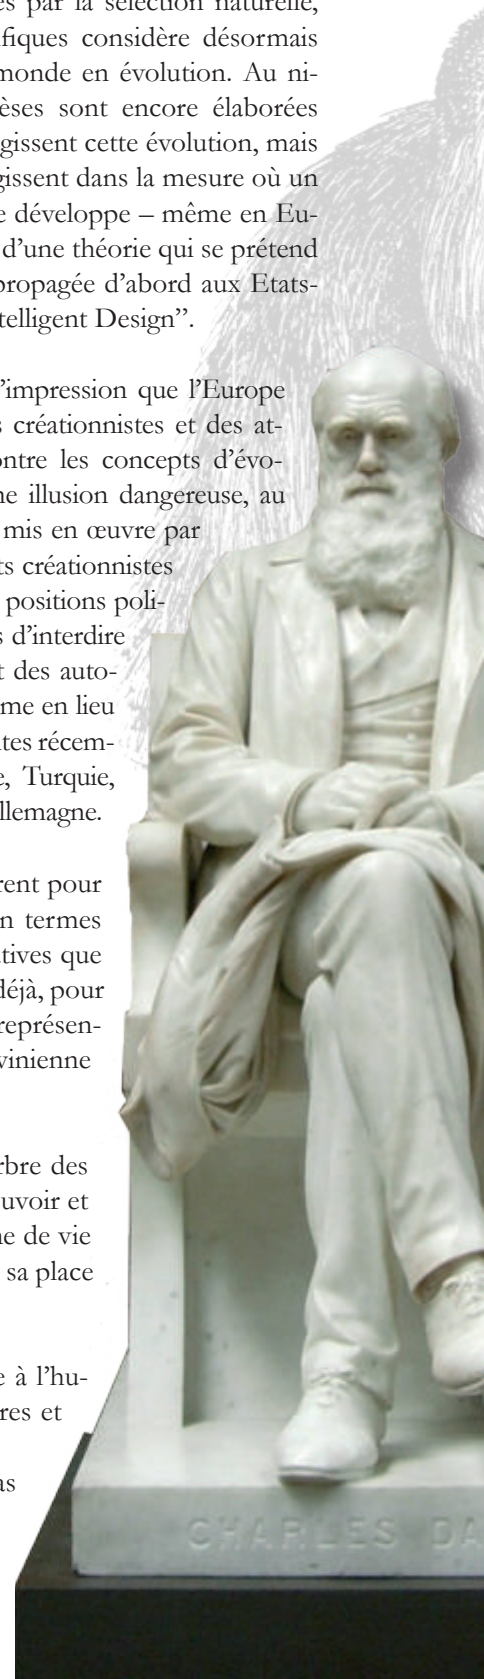 es par la sélection naturelle,
ifiques considère désormais
monde en évolution. Au ni-
èses sont encore élaborées
gissent cette évolution, mais
gissent dans la mesure où un
e développe – même en Eu-
d’une théorie qui se prétend
propagée d’abord aux Etats-
telligent Design”.
l’impression que l’Europe
s créationnistes et des at-
ontre les concepts d’évo-
ne illusion dangereuse, au
mis en œuvre par
ts créationnistes
positions poli-
s d’interdire
t des auto-
me en lieu
ites récem-
e, Turquie,
llemagne.
rent pour
n termes
atives que
déjà, pour
représen-
vinienne
rbre des
uvoir et
ne de vie
sa place
e à l’hu-
res et
as
CHARLES DA